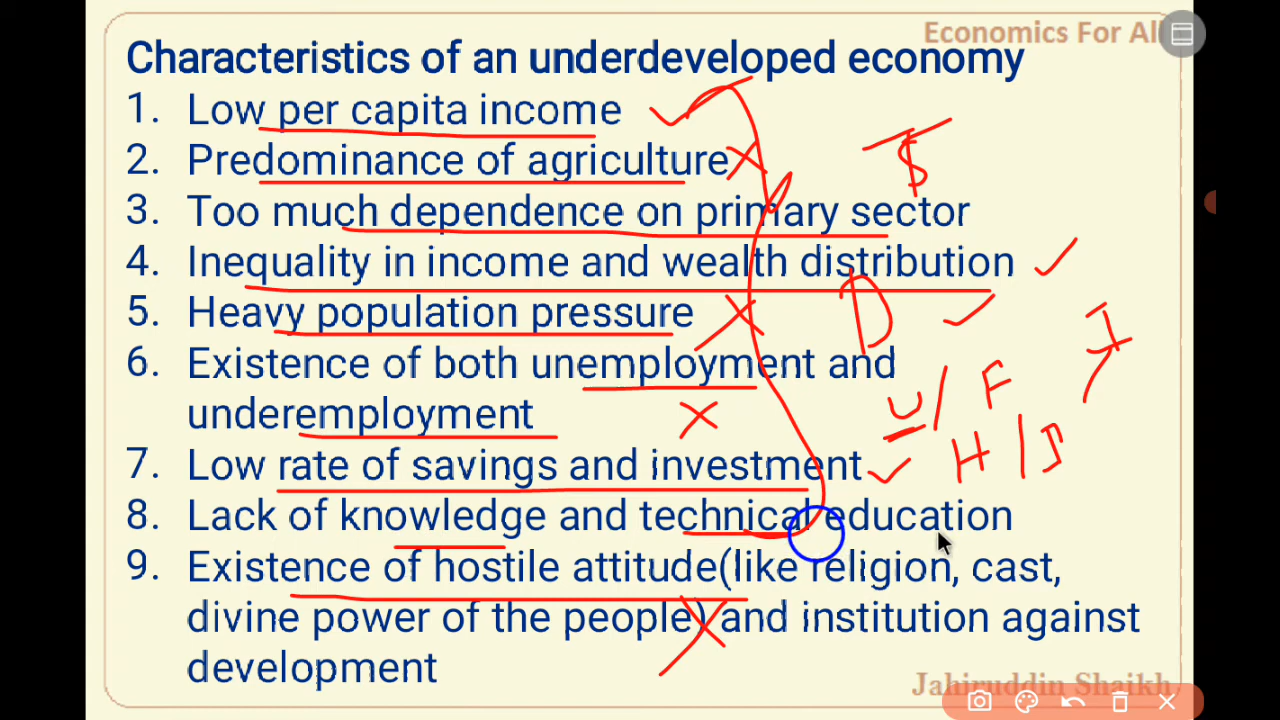 Economics For All
Characteristics of an underdeveloped economy
1. Low per capita income
2. Predominance of agriculture
$
3. Too much dependence on primary sector
4. Inequality in income and wealth distribution
5. Heavy population pressure
D
6. Existence of both unemployment and
U/ F
underemployment
H/S
7. Low rate of savings and investment
8. Lack of knowledge and technical education
9. Existence of hostile attitude(like religion, cast,
divine power of the people) and institution against
development
Jahiruddin Shaikh